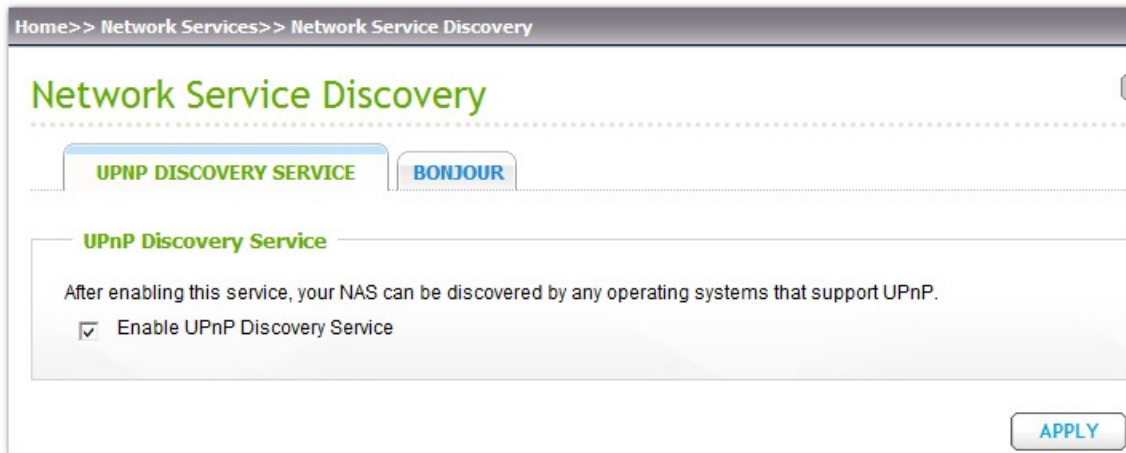 Home>> Network Services>> Network Service Discovery
Network Service Discovery
UPNP DISCOVERY SERVICE
BONJOUR
UPnP Discovery Service
After enabling this service, your NAS can be discovered by any operating systems that support UPnP.
Enable UPnP Discovery Service
APPLY